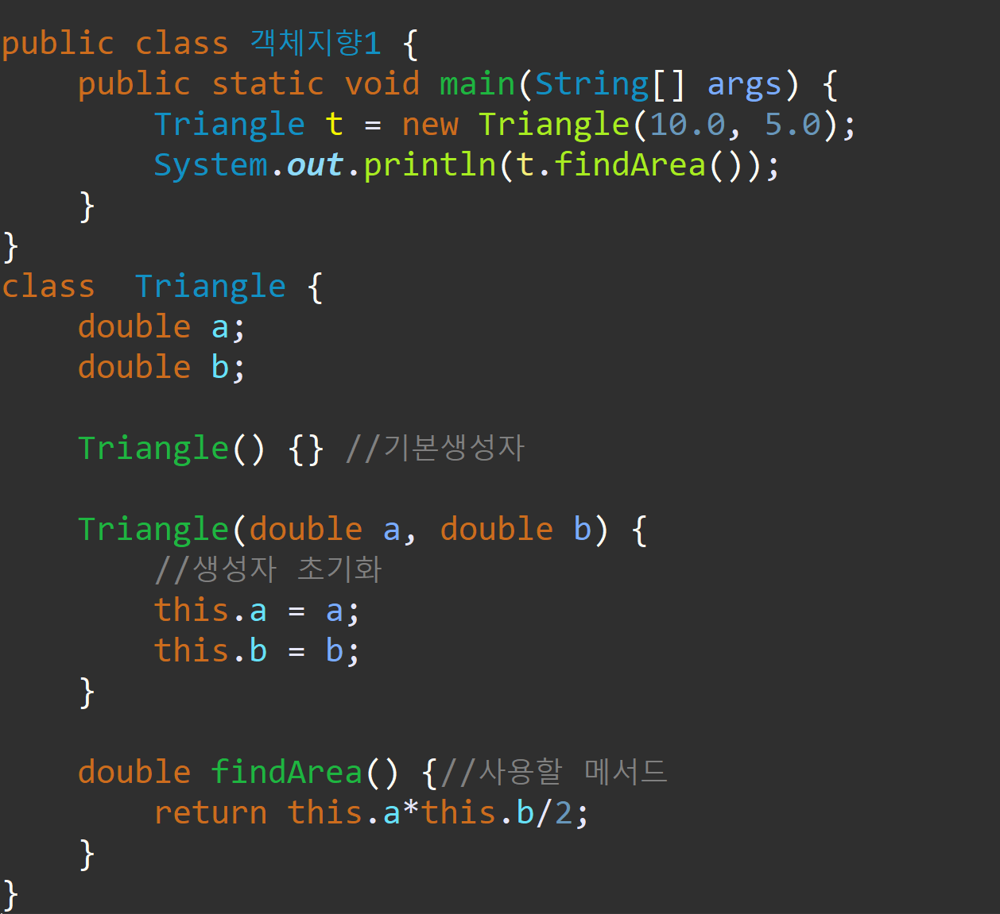 public class 객체지향1 {
    public static void main(String[] args) {
        Triangle t = new Triangle(10.0, 5.0);
        System.out.println(t.findArea());
    }
}
class  Triangle {
    double a;
    double b;

    Triangle() {} //기본생성자

    Triangle(double a, double b) {
        //생성자 초기화
        this.a = a;
        this.b = b;
    }

    double findArea() {//사용할 메서드
        return this.a*this.b/2;
    }
}